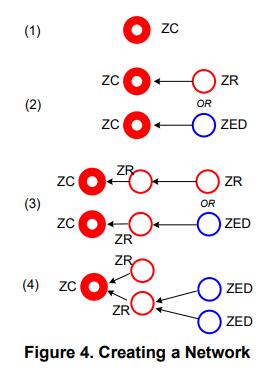 (1) ZC
ZC ZR
(2) OR
ZC ZED
ZC ZR ZR
(3) OR
ZC ZR ZED
ZR
(4) ZC ZED
ZR
ZED
Figure 4. Creating a Network